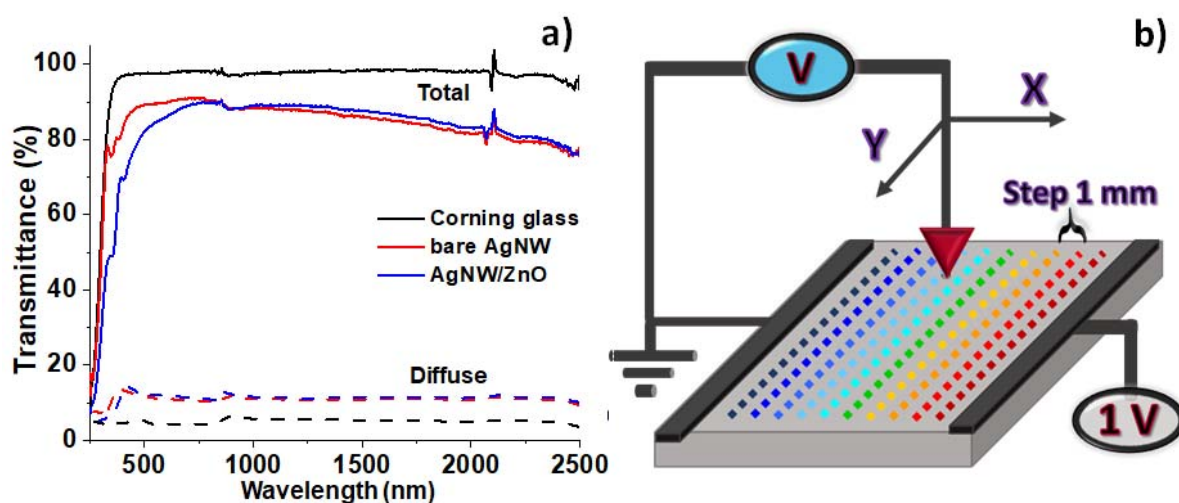 a)
100
80
60
40
20
0
Transmittance (%)
Total
Corning glass
bare AgNW
AgNW/ZnO
Diffuse
500
1000
1500
2000
2500
Wavelength (nm)
b)
V
X
Y
Step 1 mm
1 V